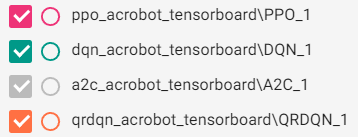 ppo_acrobot_tensorboard\PPO_1
dqn_acrobot_tensorboard\DQN_1
a2c_acrobot_tensorboard\A2C_1
qrdqn_acrobot_tensorboard\QRDQN_1